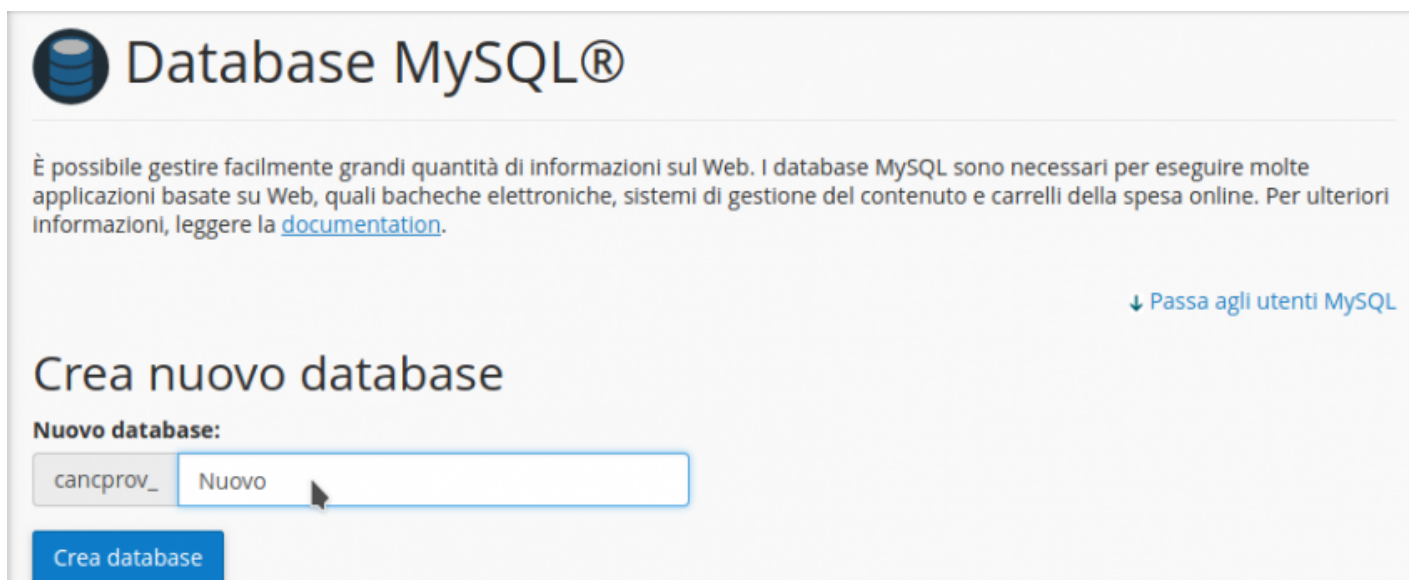 Database MySQL®
È possibile gestire facilmente grandi quantità di informazioni sul Web. I database MySQL sono necessari per eseguire molte
applicazioni basate su Web, quali bacheche elettroniche, sistemi di gestione del contenuto e carrelli della spesa online. Per ulteriori
informazioni, leggere la documentation.
↓ Passa agli utenti MySQL
Crea nuovo database
Nuovo database:
cancprov_ Nuovo
Crea database